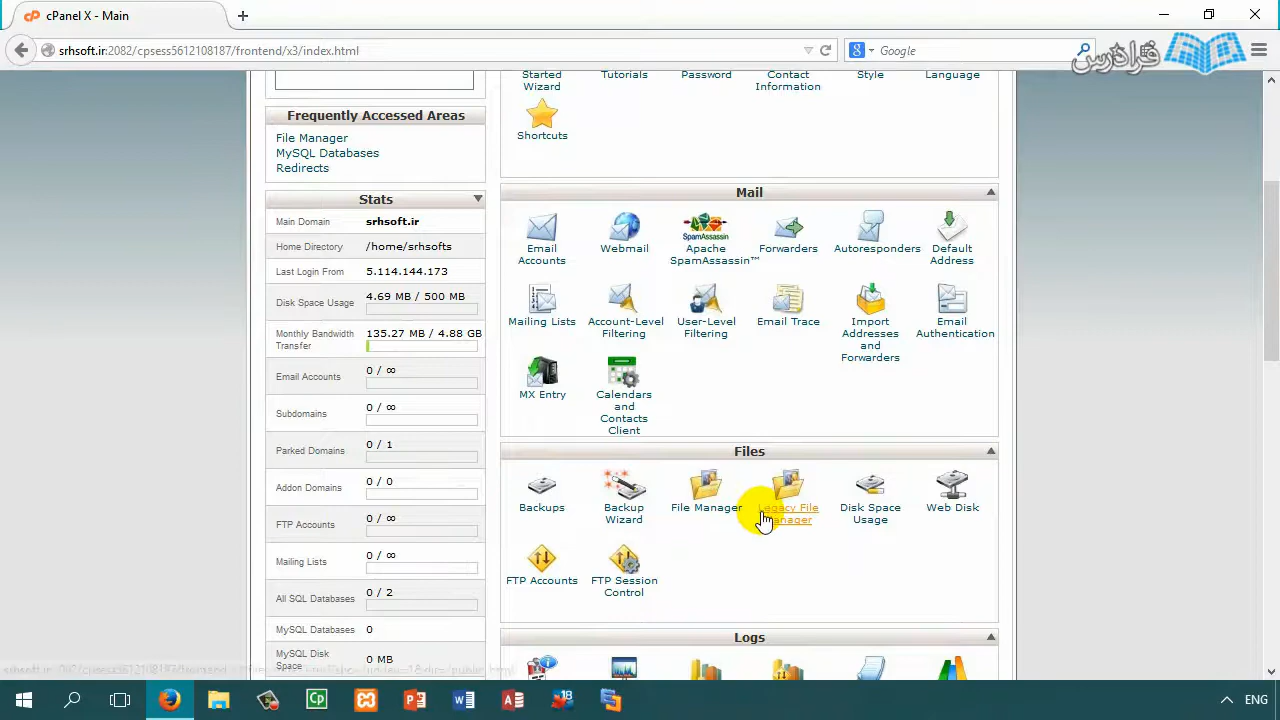 cPanel X - Main
srhsoft.ir:2082/cpsess5612108187/frontend/x3/index.html
Google
فرادرس
Started Wizard
Tutorials
Password
Contact Information
Style
Language
Shortcuts
Frequently Accessed Areas
File Manager
MySQL Databases
Redirects
Stats
Main Domain srhsoft.ir
Home Directory /home/srhsofts
Last Login From 5.114.144.173
Disk Space Usage 4.69 MB / 500 MB
Monthly Bandwidth Transfer 135.27 MB / 4.88 GB
Email Accounts 0 / ∞
Subdomains 0 / ∞
Parked Domains 0 / 1
Addon Domains 0 / 0
FTP Accounts 0 / ∞
Mailing Lists 0 / ∞
All SQL Databases 0 / 2
MySQL Databases 0
MySQL Disk Space 0 MB
Mail
Email Accounts
Webmail
Apache SpamAssassin™
Forwarders
Autoresponders
Default Address
Mailing Lists
Account-Level Filtering
User-Level Filtering
Email Trace
Import Addresses and Forwarders
Email Authentication
MX Entry
Calendars and Contacts Client
Files
Backups
Backup Wizard
File Manager
Legacy File Manager
Disk Space Usage
Web Disk
FTP Accounts
FTP Session Control
Logs
ENG